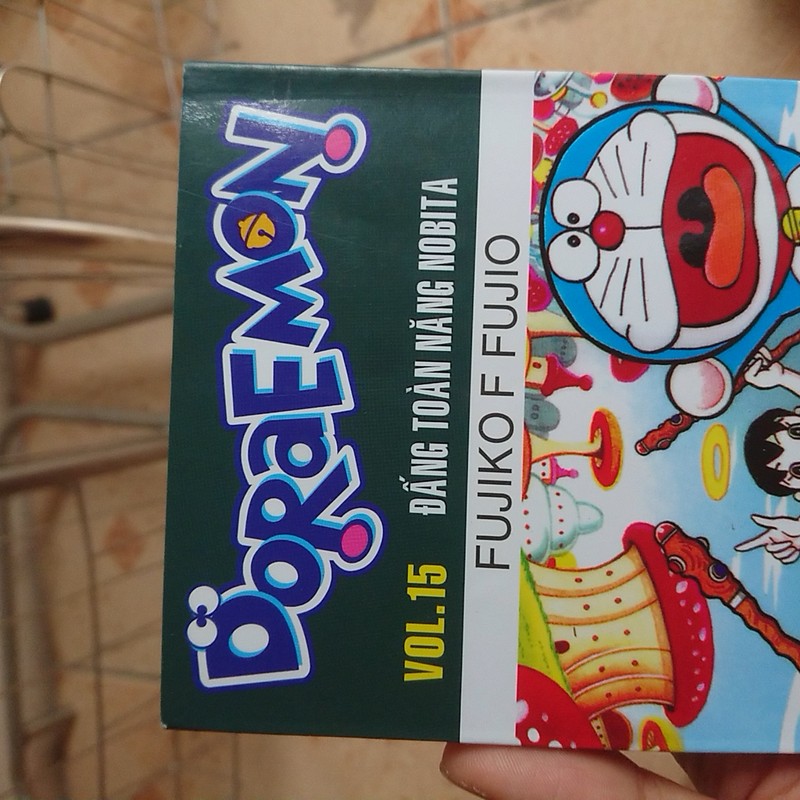 DORAEMON
VOL.15 ĐẤNG TOÀN NĂNG NOBITA
FUJIKO F FUJIO